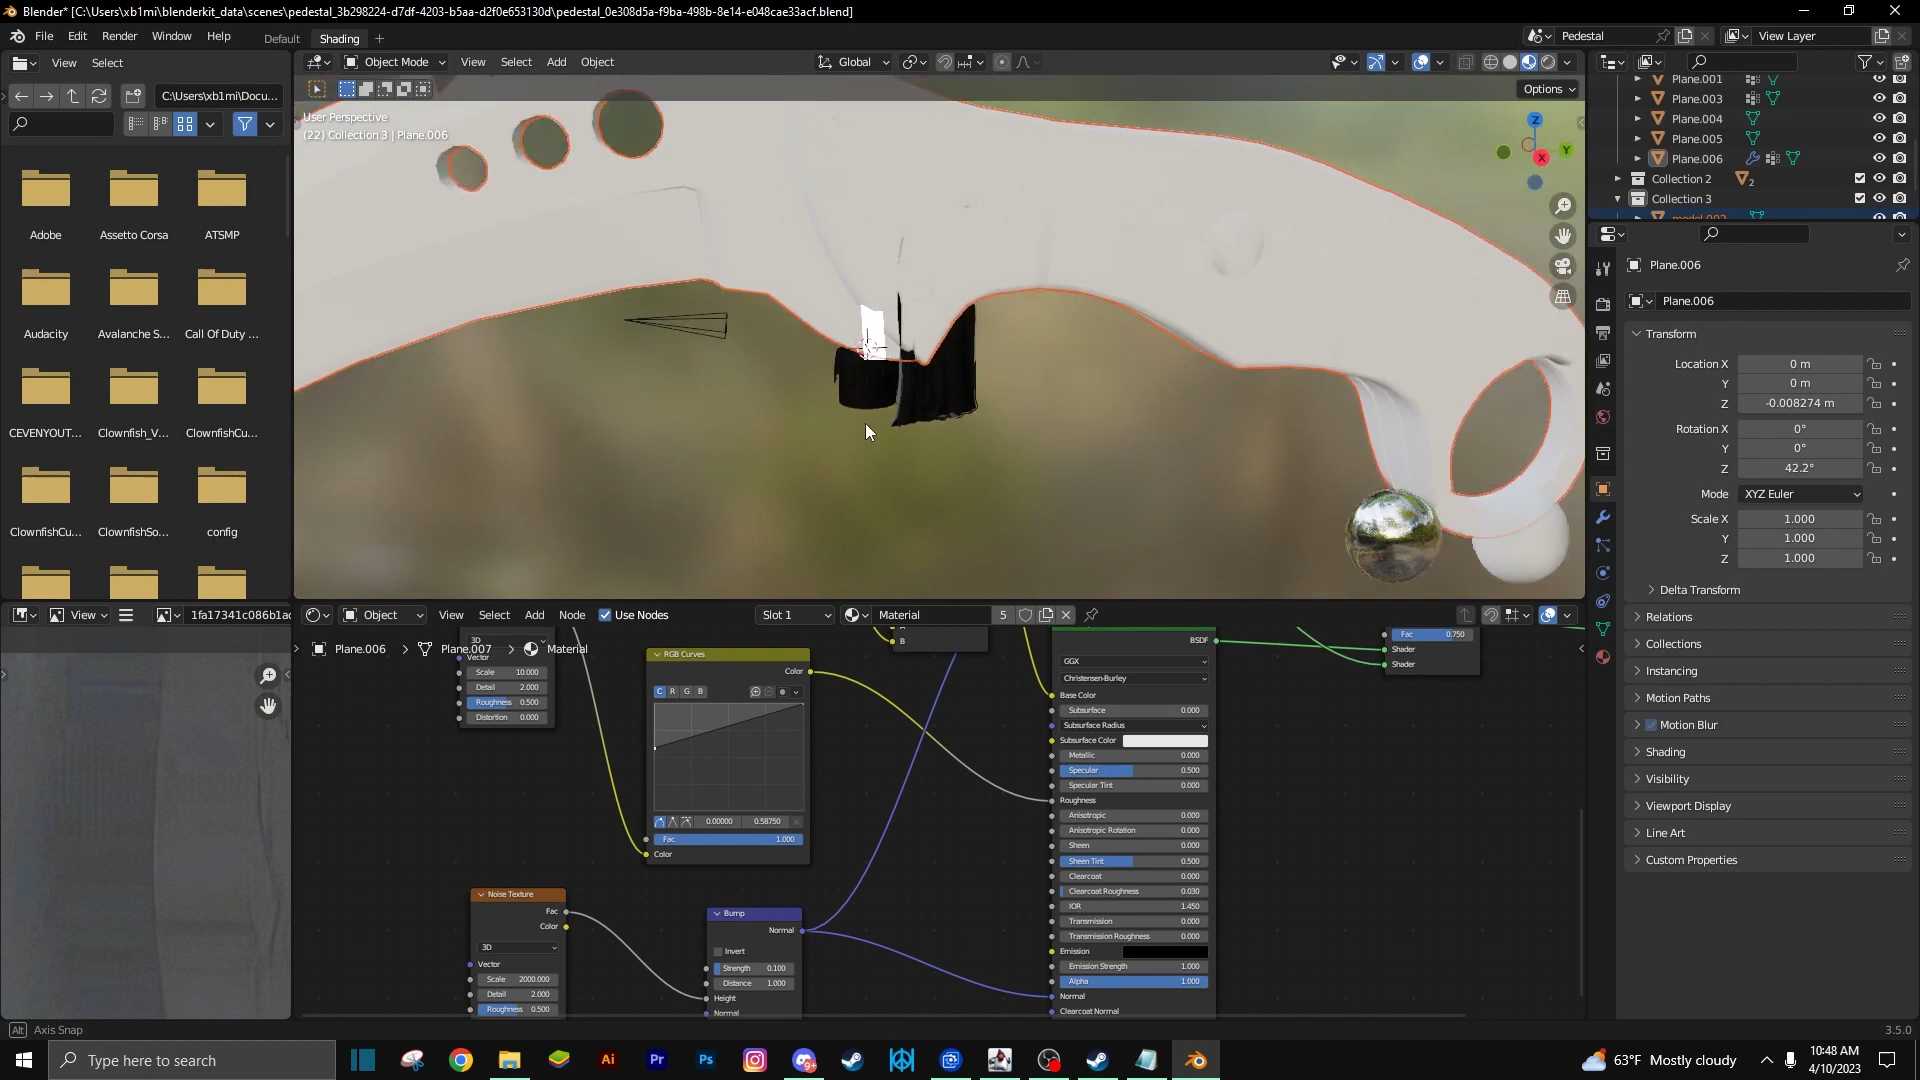 Blender* [C:\Users\xb1mi\blenderkit_data\scenes\pedestal_3b298224-d7df-4203-b5aa-d2f0e653130d\pedestal_0e308d5a-f9ba-498b-8e14-e048cae33acf.blend]
File Edit Render Window Help Default Shading Pedestal View Layer
View Select
Object Mode View Select Add Object Global
C:\Users\xb1mi\Docu...
Options
User Perspective
(22) Collection 3 | Plane.006
Z
Y
X
Adobe Assetto Corsa ATSMP
Audacity Avalanche S... Call Of Duty ...
CEVENYOUT... Clownfish_V... ClownfishCu...
ClownfishCu... ClownfishSo... config
Plane.001
Plane.003
Plane.004
Plane.005
Plane.006
Collection 2 2
Collection 3
model.002
Plane.006
Plane.006
Transform
Location X 0 m
Y 0 m
Z -0.008274 m
Rotation X 0°
Y 0°
Z 42.2°
Mode XYZ Euler
Scale X 1.000
Y 1.000
Z 1.000
Delta Transform
Relations
Collections
Instancing
Motion Paths
Motion Blur
Shading
Visibility
Viewport Display
Line Art
Custom Properties
View 1fa17341c086b1a
Object View Select Add Node Use Nodes Slot 1 Material 5
Plane.006 Plane.007 Material
3D
Vector
Scale 10.000
Detail 2.000
Roughness 0.500
Distortion 0.000
RGB Curves
Color
C R G B
0.00000 0.58750
Fac 1.000
Color
B
Noise Texture
Fac
Color
3D
Vector
Scale 2000.000
Detail 2.000
Roughness 0.500
Bump
Normal
Invert
Strength 0.100
Distance 1.000
Height
Normal
BSDF
GGX
Christensen-Burley
Base Color
Subsurface 0.000
Subsurface Radius
Subsurface Color
Metallic 0.000
Specular 0.500
Specular Tint 0.000
Roughness
Anisotropic 0.000
Anisotropic Rotation 0.000
Sheen 0.000
Sheen Tint 0.500
Clearcoat 0.000
Clearcoat Roughness 0.030
IOR 1.450
Transmission 0.000
Transmission Roughness 0.000
Emission
Emission Strength 1.000
Alpha 1.000
Normal
Clearcoat Normal
Fac 0.750
Shader
Shader
Alt Axis Snap
3.5.0
Type here to search
Ai Pr Ps
63°F Mostly cloudy
10:48 AM
4/10/2023